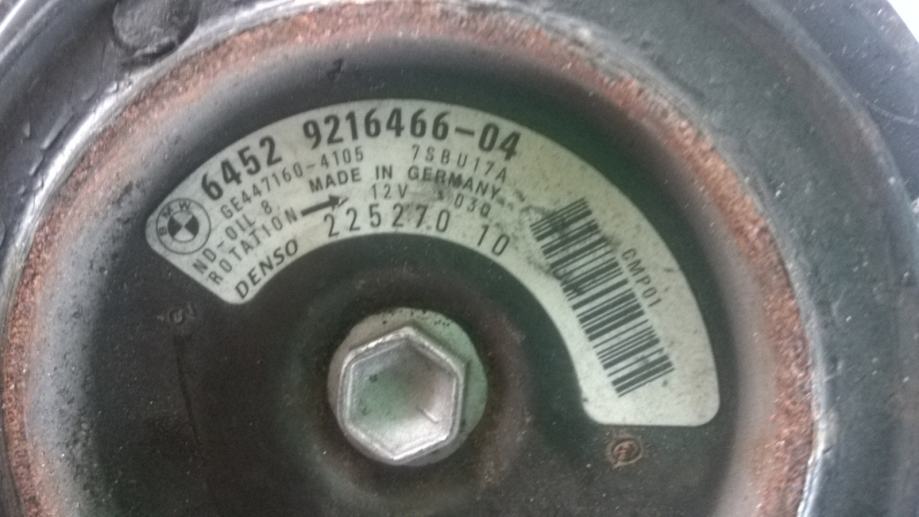 BMW
6452 9216466-04
GE447160-4105 7SBU17A
MADE IN GERMANY
ND-OIL 8 12V 030
ROTATION
225270 10
DENSO
CMP01